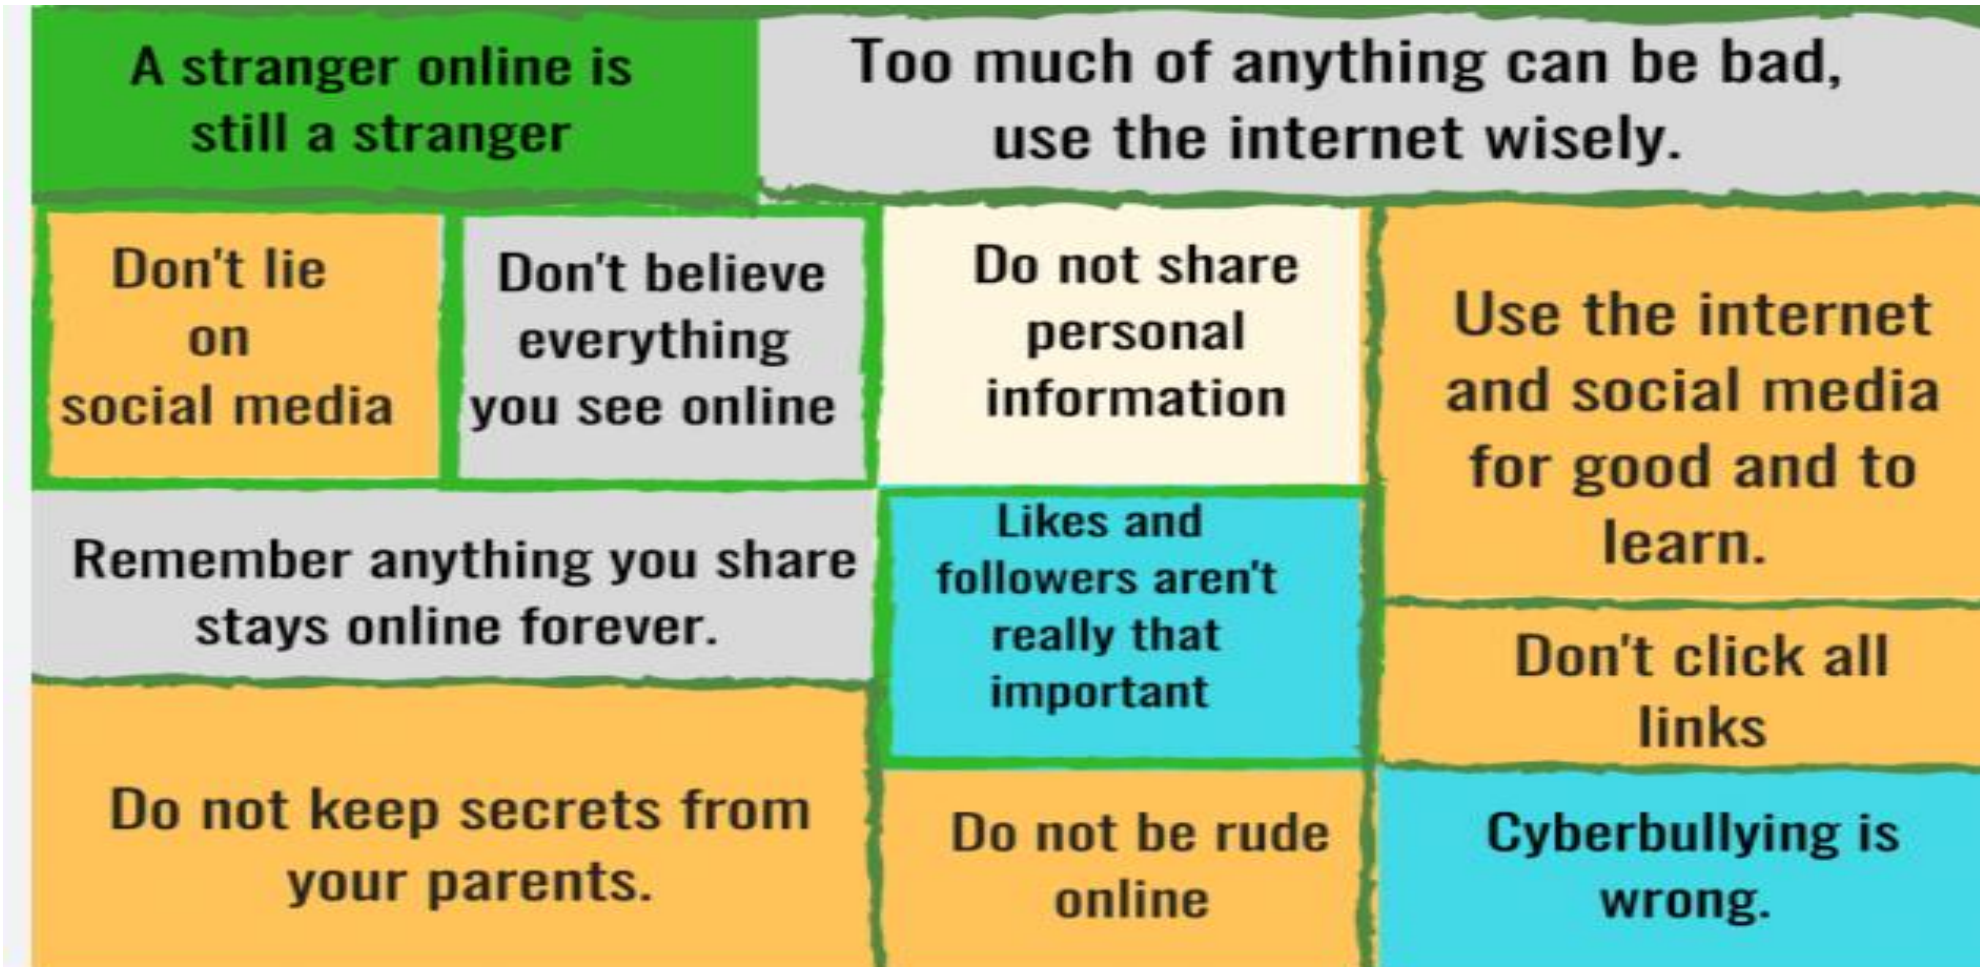 A stranger online is
still a stranger
Too much of anything can be bad,
use the internet wisely.
Don't lie
on
social media
Don't believe
everything
you see online
Do not share
personal
information
Use the internet
and social media
for good and to
learn.
Remember anything you share
stays online forever.
Likes and
followers aren't
really that
important
Don't click all
links
Do not keep secrets from
your parents.
Do not be rude
online
Cyberbullying is
wrong.